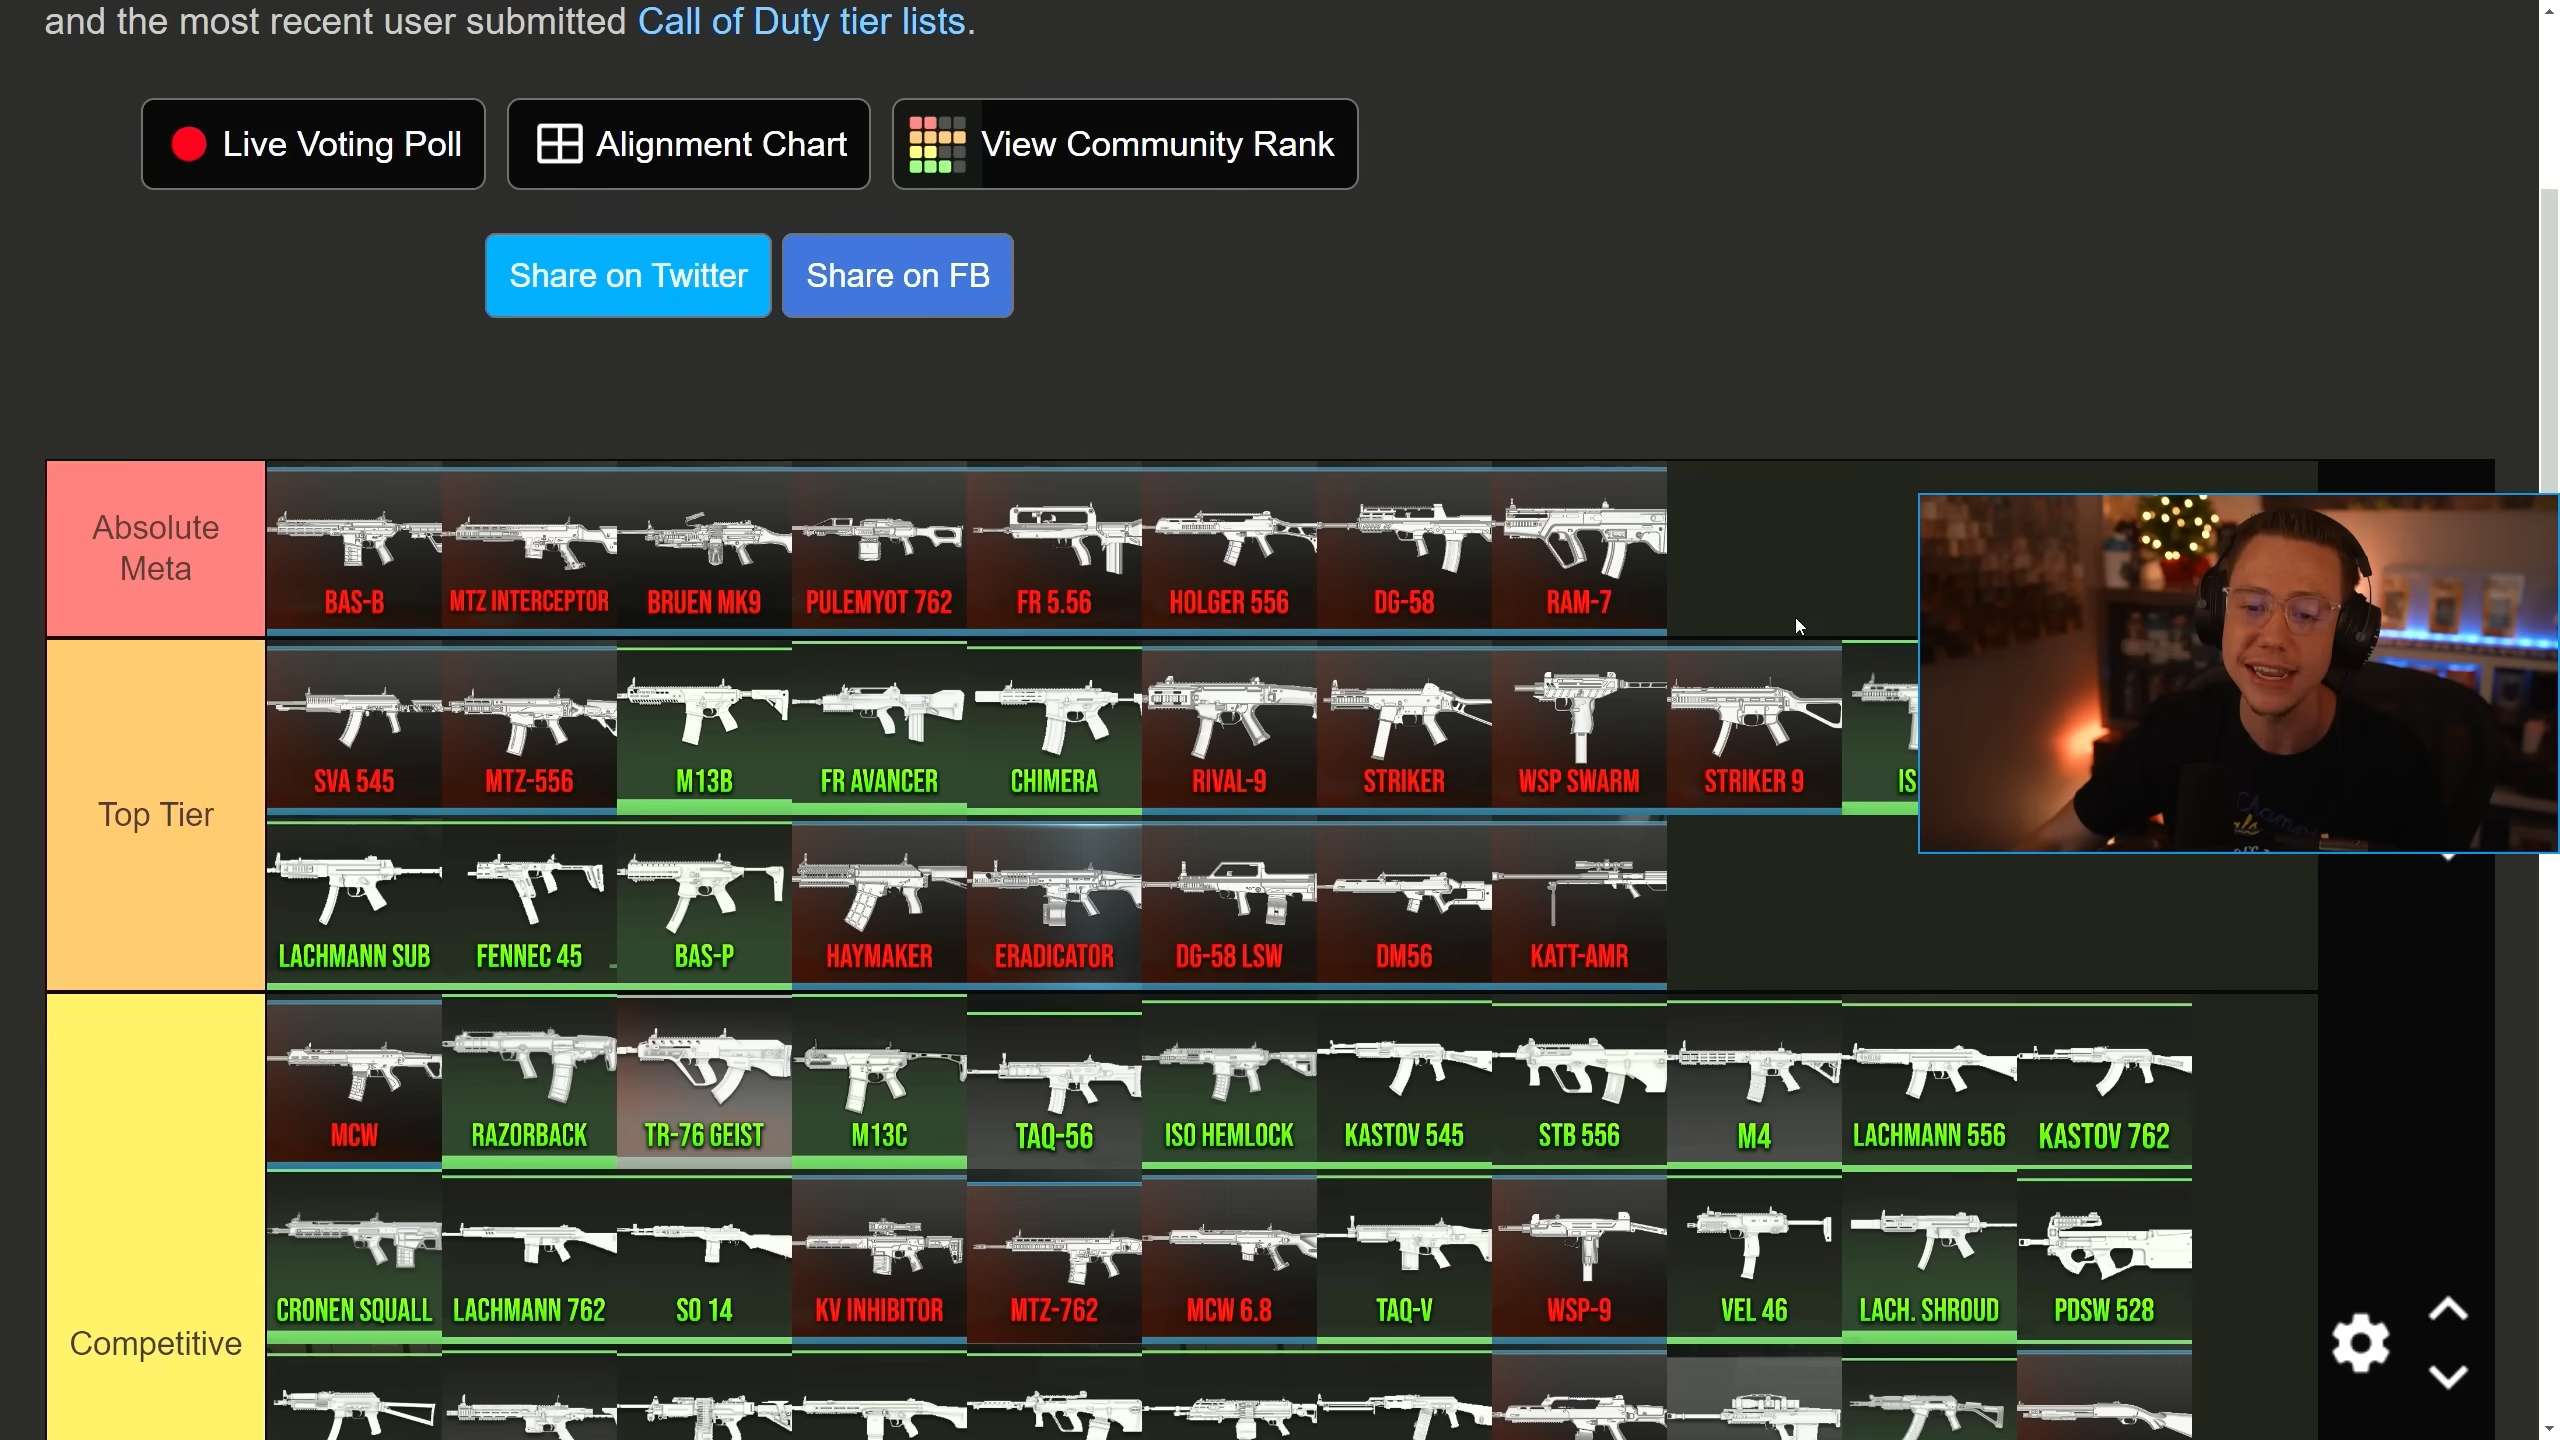 and the most recent user submitted Call of Duty tier lists.
Live Voting Poll
Alignment Chart
View Community Rank
Share on Twitter
Share on FB
Absolute
Meta
BAS-B
MTZ INTERCEPTOR
BRUEN MK9
PULEMYOT 762
FR 5.56
HOLGER 556
DG-58
RAM-7
Top Tier
SVA 545
MTZ-556
M13B
FR AVANCER
CHIMERA
RIVAL-9
STRIKER
WSP SWARM
STRIKER 9
IS
LACHMANN SUB
FENNEC 45
BAS-P
HAYMAKER
ERADICATOR
DG-58 LSW
DM56
KATT-AMR
Competitive
MCW
RAZORBACK
TR-76 GEIST
M13C
TAQ-56
ISO HEMLOCK
KASTOV 545
STB 556
M4
LACHMANN 556
KASTOV 762
CRONEN SQUALL
LACHMANN 762
SO 14
KV INHIBITOR
MTZ-762
MCW 6.8
TAQ-V
WSP-9
VEL 46
LACH. SHROUD
PDSW 528